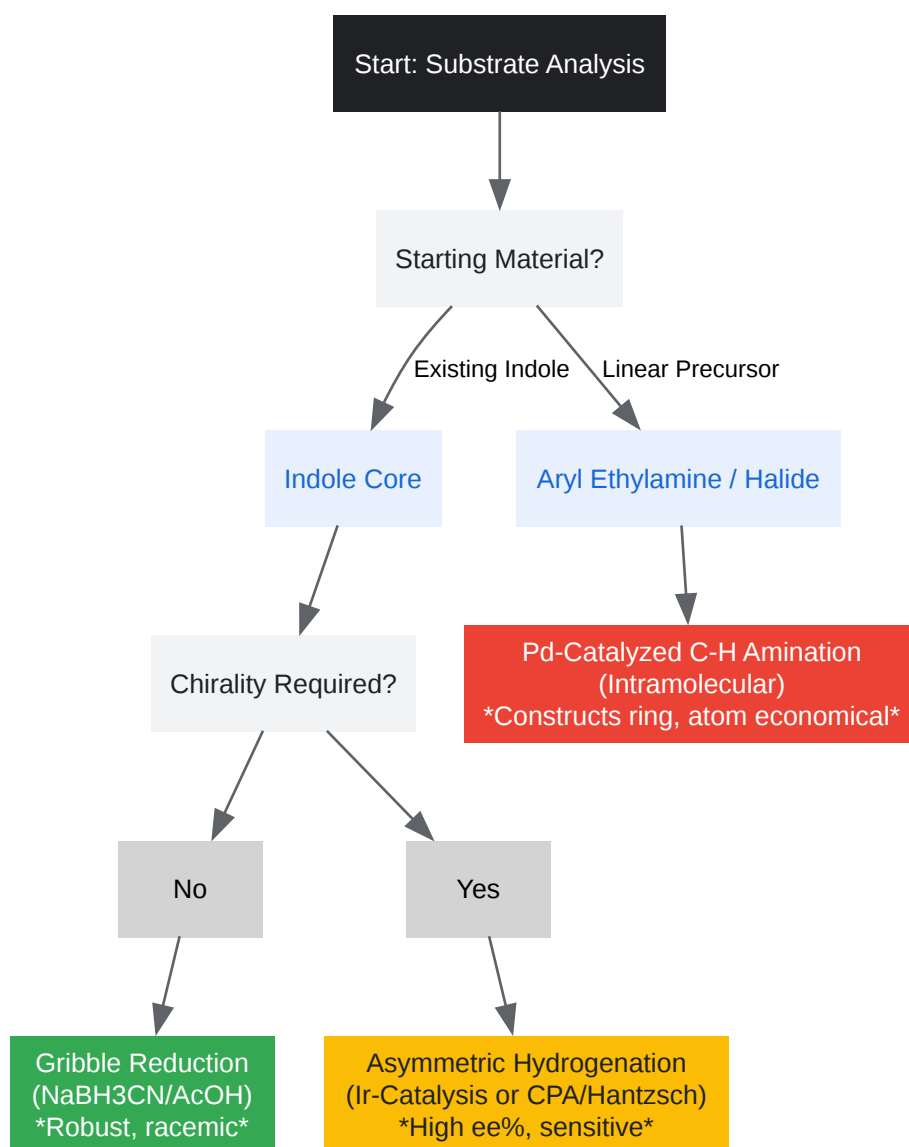 Start: Substrate Analysis
Starting Material?
Existing Indole
Linear Precursor
Indole Core
Aryl Ethylamine / Halide
Chirality Required?
Pd-Catalyzed C-H Amination
(Intramolecular)
*Constructs ring, atom economical*
No
Yes
Gribble Reduction
(NaBH3CN/AcOH)
*Robust, racemic*
Asymmetric Hydrogenation
(Ir-Catalysis or CPA/Hantzsch)
*High ee%, sensitive*